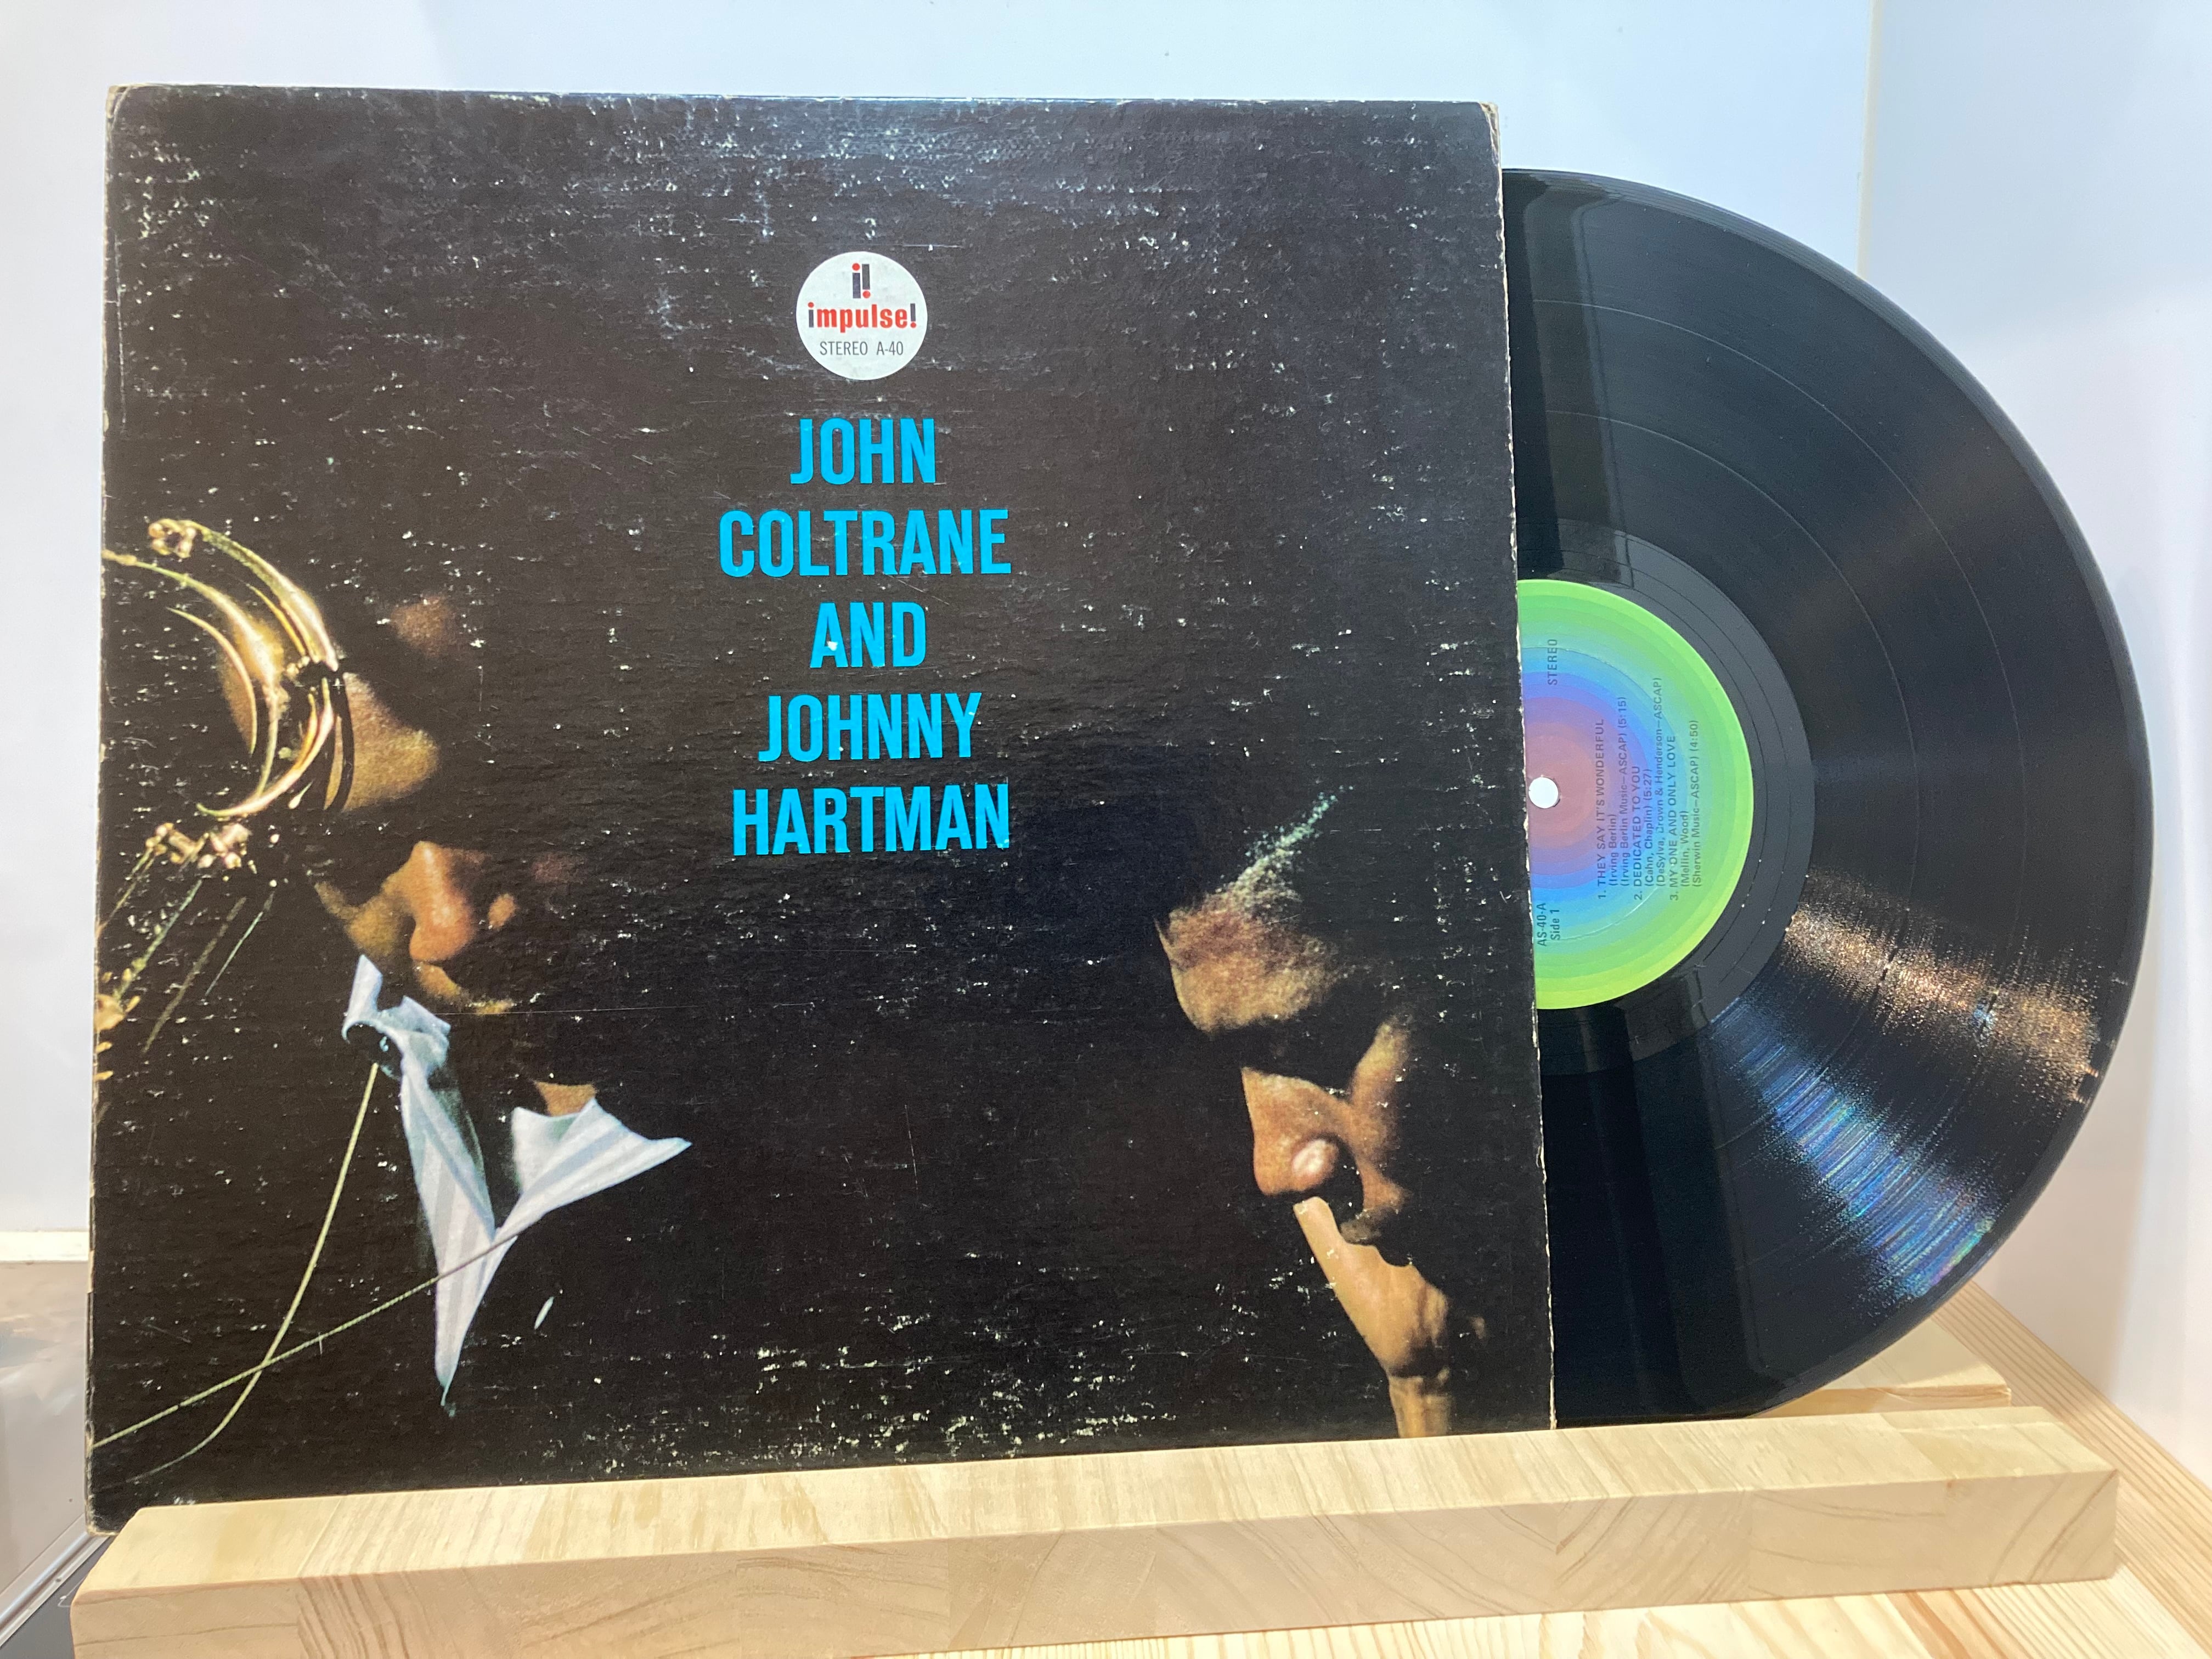 i!
impulse!
STEREO A-40
JOHN
COLTRANE
AND
JOHNNY
HARTMAN
STEREO
AS-40-A
Side 1
1. THEY SAY IT'S WONDERFUL
(Irving Berlin)
(Irving Berlin Music—ASCAP) (5:15)
2. DEDICATED TO YOU
(Cahn, Chaplin) (5:27)
(DeSylva, Brown & Henderson—ASCAP)
3. MY ONE AND ONLY LOVE
(Mellin, Wood)
(Sherwin Music—ASCAP) (4:50)